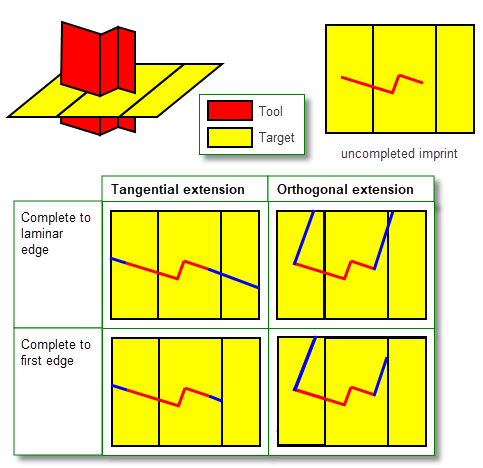 Tool
Target
uncompleted imprint
Tangential extension
Orthogonal extension
Complete to
laminar
edge
Complete to
first edge